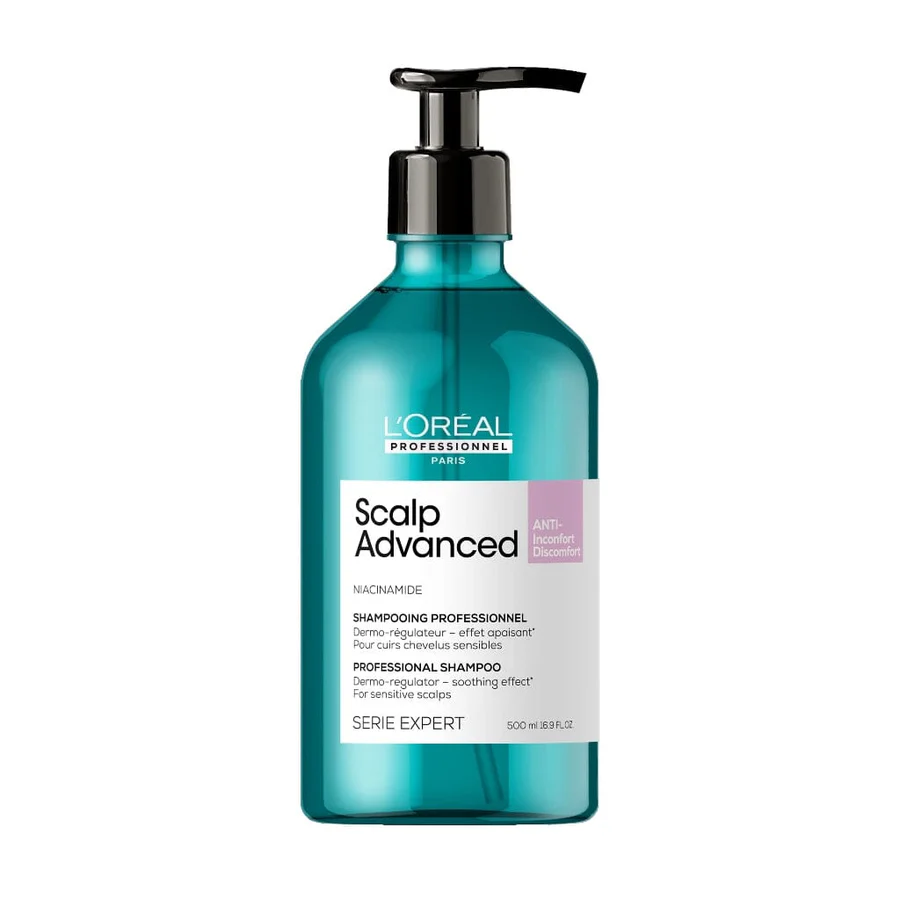 L'ORÉAL
PROFESSIONNEL
PARIS
Scalp
Advanced
ANTI-
Inconfort
Discomfort
NIACINAMIDE
SHAMPOOING PROFESSIONNEL
Dermo-régulateur – effet apaisant*
Pour cuirs chevelus sensibles
PROFESSIONAL SHAMPOO
Dermo-regulator – soothing effect*
For sensitive scalps
SERIE EXPERT
500 ml 16.9 FL.OZ.